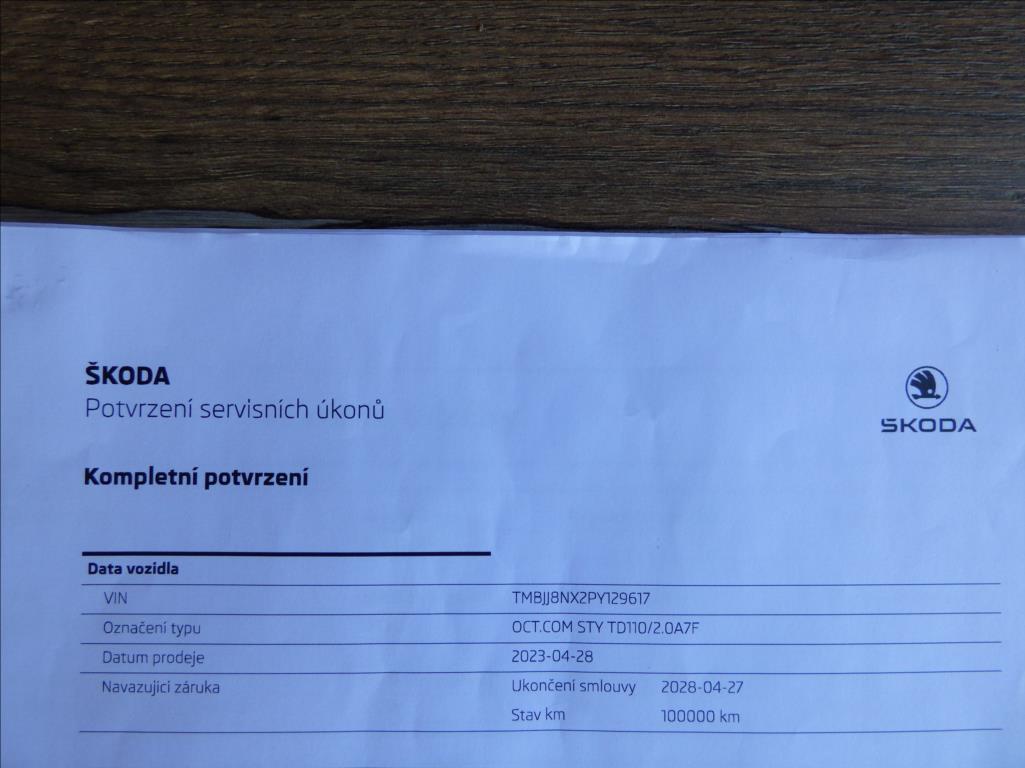 ŠKODA
Potvrzení servisních úkonů
ŠKODA
Kompletní potvrzení
Data vozidla
VIN TMBJJ8NX2PY129617
Označení typu OCT.COM STY TD110/2.0A7F
Datum prodeje 2023-04-28
Navazující záruka Ukončení smlouvy 2028-04-27
Stav km 100000 km